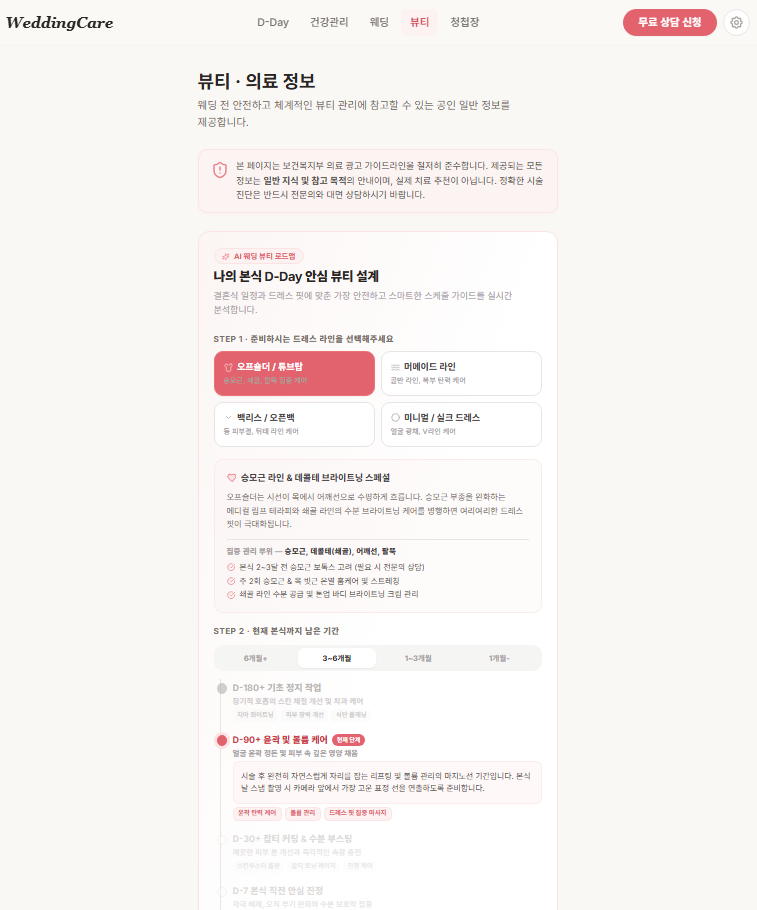 WeddingCare
D-Day 건강관리 웨딩 뷰티 청첩장
무료 상담 신청
뷰티 · 의료 정보
웨딩 전 안전하고 체계적인 뷰티 관리에 참고할 수 있는 공인 일반 정보를
제공합니다.
본 페이지는 보건복지부 의료 광고 가이드라인을 철저히 준수합니다. 제공되는 모든
정보는 일반 지식 및 참고 목적의 안내이며, 실제 치료 추천이 아닙니다. 정확한 시술
진단은 반드시 전문의와 대면 상담하시기 바랍니다.
AI 웨딩 뷰티 로드맵
나의 본식 D-Day 안심 뷰티 설계
결혼식 일정과 드레스 핏에 맞춘 가장 안전하고 스마트한 스케줄 가이드를 실시간
분석합니다.
STEP 1 · 준비하시는 드레스 라인을 선택해주세요
오프숄더 / 튜브탑
승모근, 쇄골, 팔뚝 집중 케어
머메이드 라인
골반 라인, 복부 탄력 케어
백리스 / 오픈백
등 피부결, 뒤태 라인 케어
미니멀 / 실크 드레스
얼굴 광채, V라인 케어
승모근 라인 & 데콜테 브라이트닝 스페셜
오프숄더는 시선이 목에서 어깨선으로 수평하게 흐릅니다. 승모근 부종을 완화하는
메디컬 림프 테라피와 쇄골 라인의 수분 브라이트닝 케어를 병행하면 여리여리한 드레스
핏이 극대화됩니다.
집중 관리 부위 — 승모근, 데콜테(쇄골), 어깨선, 팔뚝
본식 2~3달 전 승모근 보톡스 고려 (필요 시 전문의 상담)
주 2회 승모근 & 목 빗근 온열 홈케어 및 스트레칭
쇄골 라인 수분 공급 및 톤업 바디 브라이트닝 크림 관리
STEP 2 · 현재 본식까지 남은 기간
6개월+ 3~6개월 1~3개월 1개월-
D-180+ 기초 정지 작업
장기적 호흡의 스킨 체질 개선 및 치과 케어
치아 화이트닝 피부 장벽 개선 식단 플래닝
D-90+ 윤곽 및 볼륨 케어 현재 단계
얼굴 윤곽 정돈 및 피부 속 깊은 영양 채움
시술 후 완전히 자연스럽게 자리를 잡는 리프팅 및 볼륨 관리의 마지노선 기간입니다. 본식
날 스냅 촬영 시 카메라 앞에서 가장 고운 표정 선을 연출하도록 준비합니다.
윤곽 탄력 케어 볼륨 관리 드레스 핏 집중 마사지
D-30+ 잡티 커팅 & 수분 부스팅
깨끗한 피부 톤 개선과 즉각적인 속광 충전
D-7 본식 직전 안심 진정